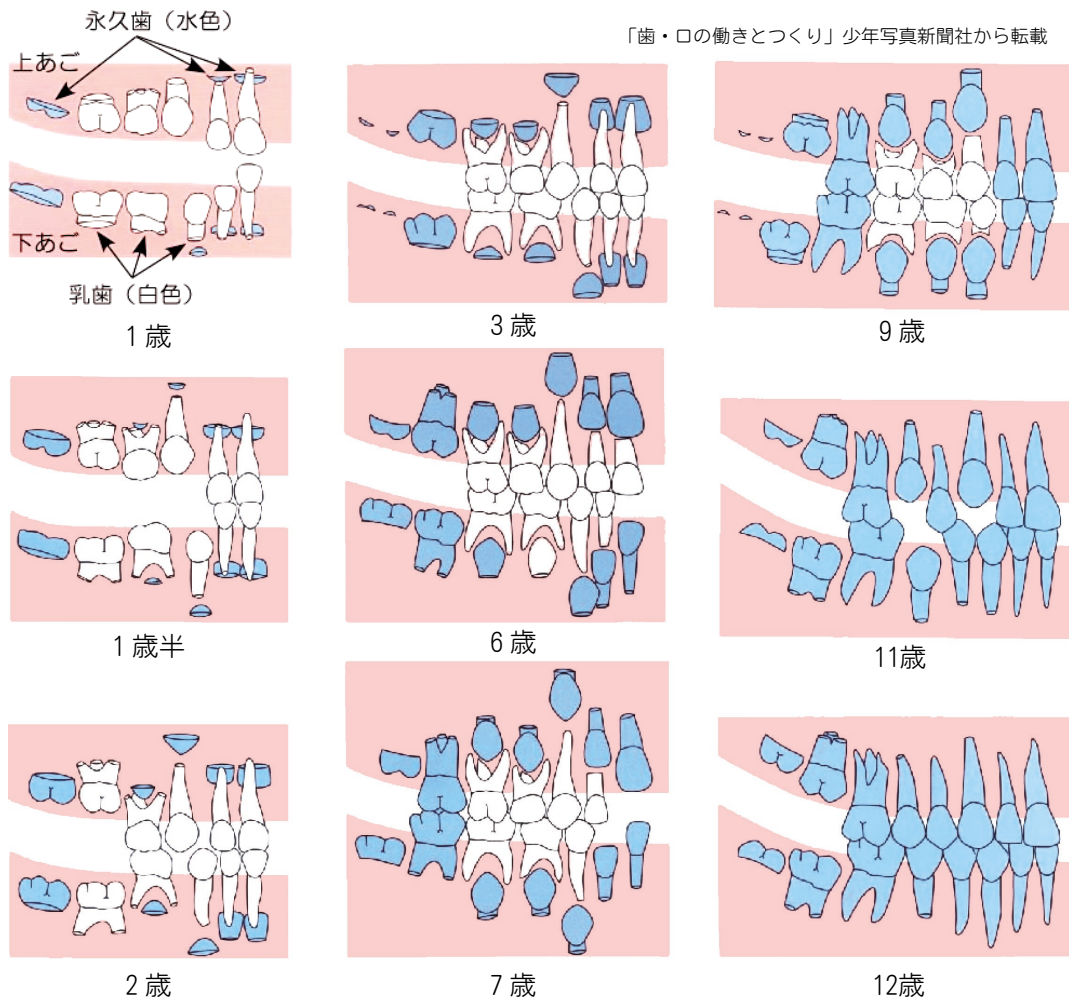 永久歯（水色）
「歯・口の働きとつくり」少年写真新聞社から転載
上あご
下あご
乳歯（白色）
1歳
3歳
9歳
1歳半
6歳
11歳
2歳
7歳
12歳